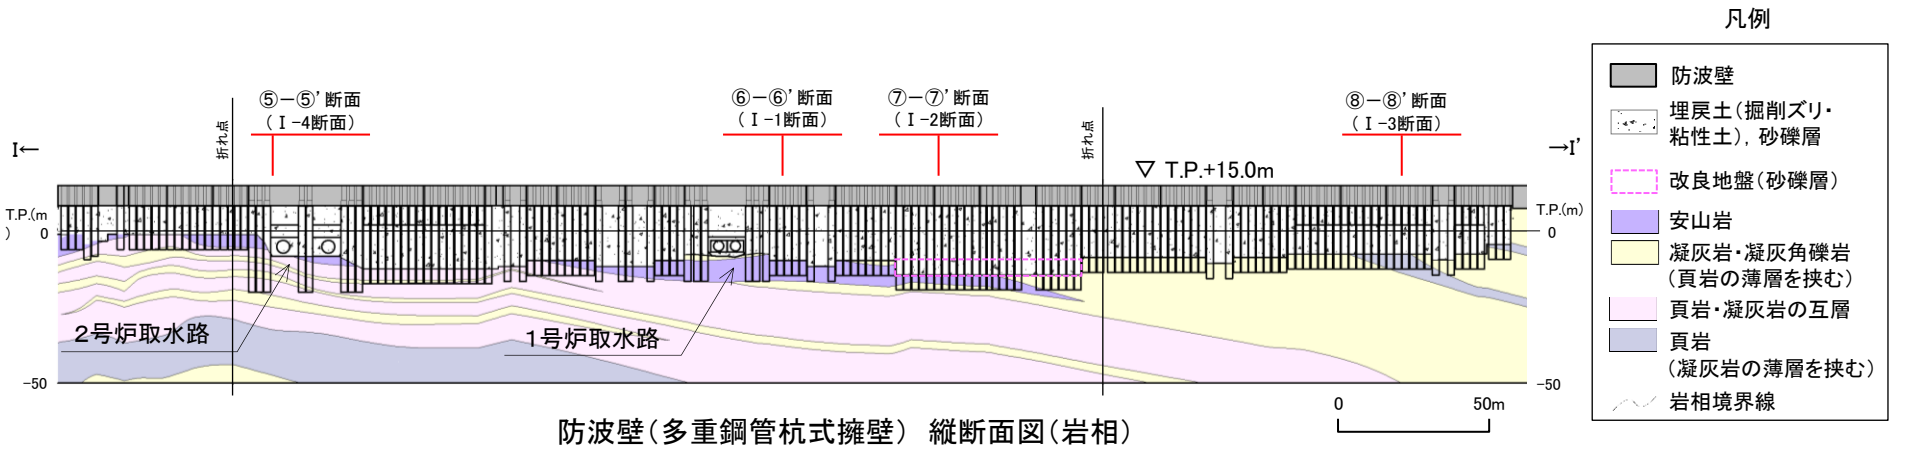 凡例
防波壁
埋戻土(掘削ズリ・
粘性土),砂礫層
改良地盤(砂礫層)
安山岩
凝灰岩・凝灰角礫岩
(頁岩の薄層を挟む)
頁岩・凝灰岩の互層
頁岩
(凝灰岩の薄層を挟む)
岩相境界線
⑤-⑤'断面
(Ⅰ-4断面)
⑥-⑥'断面
(Ⅰ-1断面)
⑦-⑦'断面
(Ⅰ-2断面)
⑧-⑧'断面
(Ⅰ-3断面)
折れ点
折れ点
I←
→I'
▽ T.P.+15.0m
T.P.(m
)
0
-50
T.P.(m)
0
-50
2号炉取水路
1号炉取水路
0 50m
防波壁(多重鋼管杭式擁壁) 縦断面図(岩相)